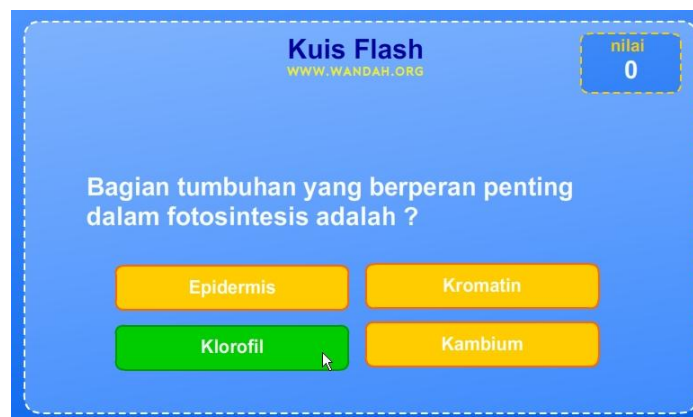 Kuis Flash
WWW.WANDAH.ORG
nilai
0
Bagian tumbuhan yang berperan penting
dalam fotosintesis adalah ?
Epidermis
Kromatin
Klorofil
Kambium